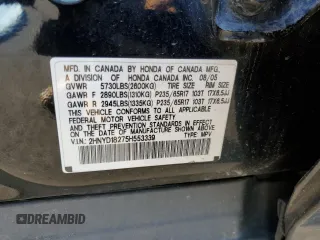 MFD. IN CANADA BY HONDA OF CANADA MFG.,
A DIVISION OF HONDA CANADA INC. 08/05
GVWR 5730LBS(2600KG) TIRE SIZE RIM SIZE
GAWR F 2890LBS(1310KG) P235/65R17 103T 17X6.5JJ
GAWR R 2945LBS(1335KG) P235/65R17 103T 17X6.5JJ
THIS VEHICLE CONFORMS TO ALL APPLICABLE
FEDERAL MOTOR VEHICLE SAFETY AND THEFT
PREVENTION STANDARDS IN EFFECT ON THE
DATE OF MANUFACTURE SHOWN ABOVE.
V.I.N.: 2HNYD18275H553339 TYPE: MPV
DREAMBID